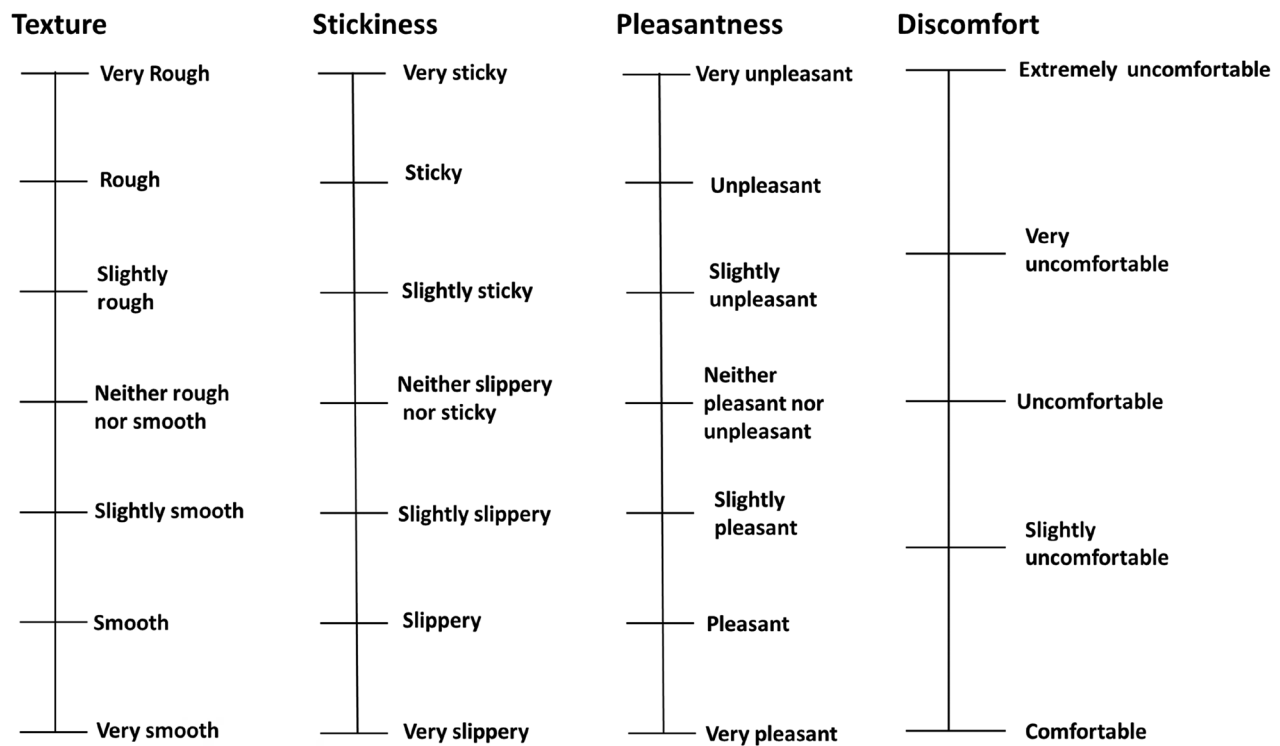 Texture
Very Rough
Rough
Slightly
rough
Neither rough
nor smooth
Slightly smooth
Smooth
Very smooth
Stickiness
Very sticky
Sticky
Slightly sticky
Neither slippery
nor sticky
Slightly slippery
Slippery
Very slippery
Pleasantness
Very unpleasant
Unpleasant
Slightly
unpleasant
Neither
pleasant nor
unpleasant
Slightly
pleasant
Pleasant
Very pleasant
Discomfort
Extremely uncomfortable
Very
uncomfortable
Uncomfortable
Slightly
uncomfortable
Comfortable